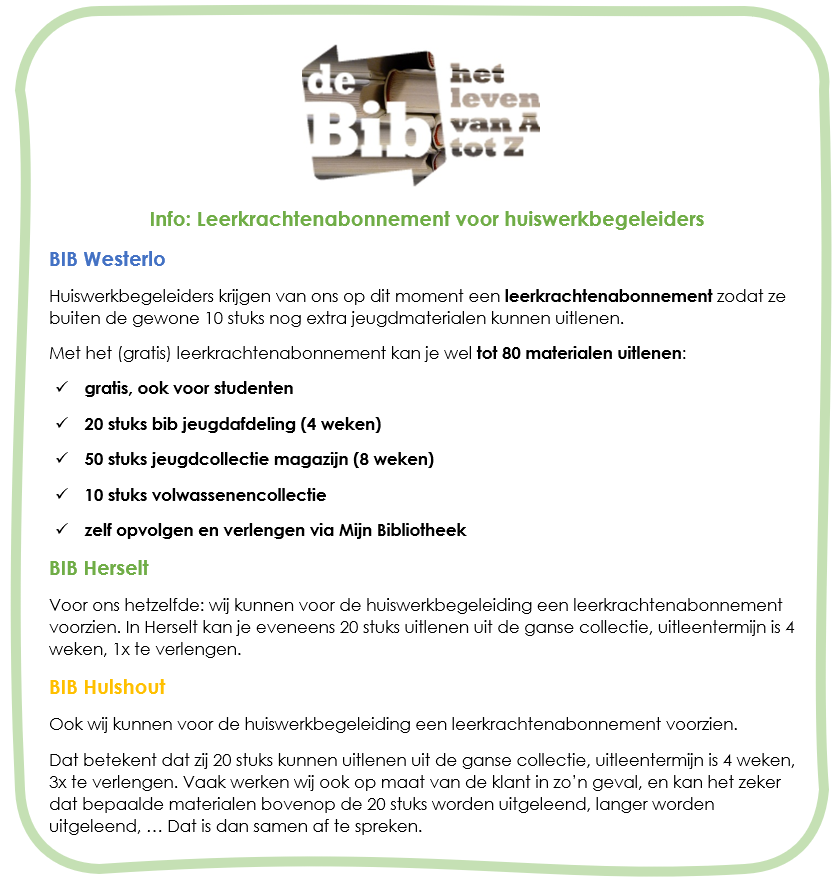 de
Bib
het
leven
van A
tot Z
Info: Leerkrachtenabonnement voor huiswerkbegeleiders
BIB Westerlo
Huiswerkbegeleiders krijgen van ons op dit moment een leerkrachtenabonnement zodat ze
buiten de gewone 10 stuks nog extra jeugdmaterialen kunnen uitlenen.
Met het (gratis) leerkrachtenabonnement kan je wel tot 80 materialen uitlenen:
✓ gratis, ook voor studenten
✓ 20 stuks bib jeugdafdeling (4 weken)
✓ 50 stuks jeugdcollectie magazijn (8 weken)
✓ 10 stuks volwassenencollectie
✓ zelf opvolgen en verlengen via Mijn Bibliotheek
BIB Herselt
Voor ons hetzelfde: wij kunnen voor de huiswerkbegeleiding een leerkrachtenabonnement
voorzien. In Herselt kan je eveneens 20 stuks uitlenen uit de ganse collectie, uitleentermijn is 4
weken, 1x te verlengen.
BIB Hulshout
Ook wij kunnen voor de huiswerkbegeleiding een leerkrachtenabonnement voorzien.
Dat betekent dat zij 20 stuks kunnen uitlenen uit de ganse collectie, uitleentermijn is 4 weken,
3x te verlengen. Vaak werken wij ook op maat van de klant in zo’n geval, en kan het zeker
dat bepaalde materialen bovenop de 20 stuks worden uitgeleend, langer worden
uitgeleend, … Dat is dan samen af te spreken.